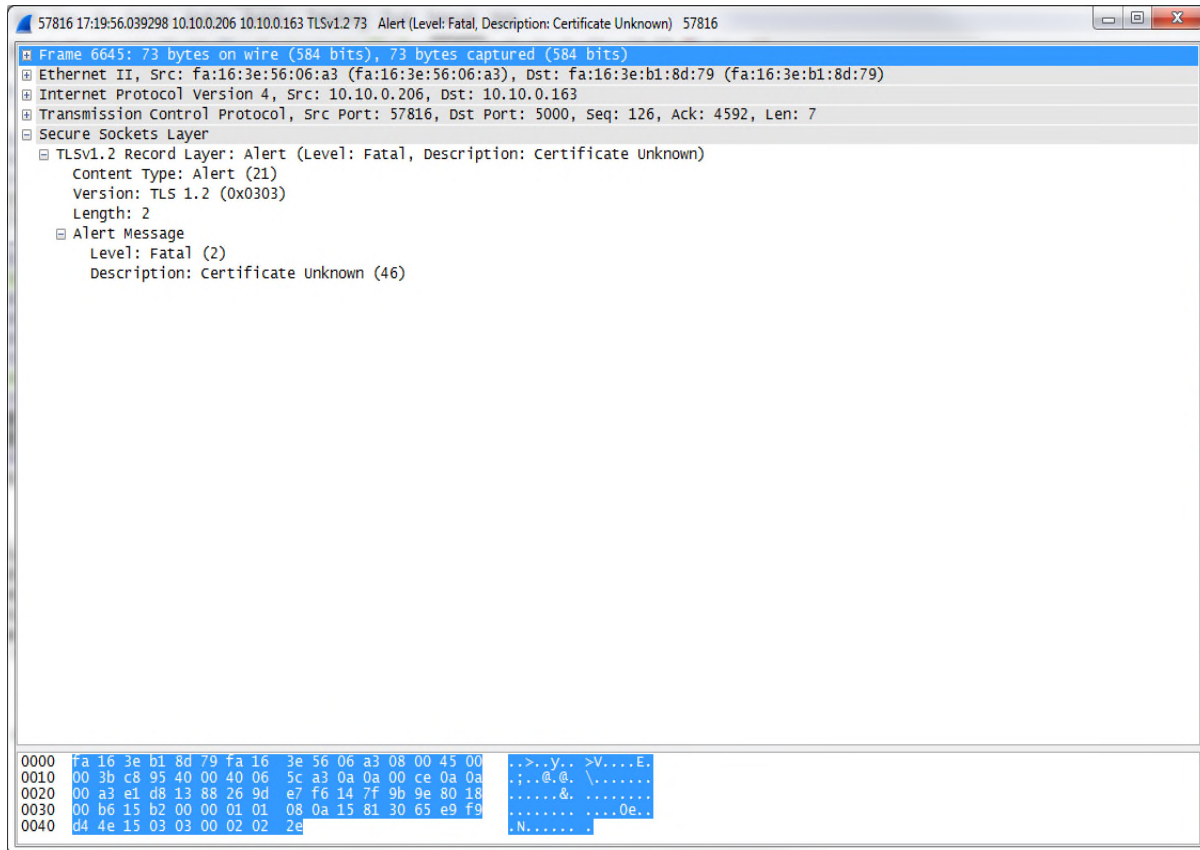 57816 17:19:56.039298 10.10.0.206 10.10.0.163 TLSv1.2 73 Alert (Level: Fatal, Description: Certificate Unknown) 57816
Frame 6645: 73 bytes on wire (584 bits), 73 bytes captured (584 bits)
Ethernet II, Src: fa:16:3e:56:06:a3 (fa:16:3e:56:06:a3), Dst: fa:16:3e:b1:8d:79 (fa:16:3e:b1:8d:79)
Internet Protocol Version 4, Src: 10.10.0.206, Dst: 10.10.0.163
Transmission Control Protocol, Src Port: 57816, Dst Port: 5000, Seq: 126, Ack: 4592, Len: 7
Secure Sockets Layer
TLSv1.2 Record Layer: Alert (Level: Fatal, Description: Certificate Unknown)
Content Type: Alert (21)
Version: TLS 1.2 (0x0303)
Length: 2
Alert Message
Level: Fatal (2)
Description: Certificate Unknown (46)
0000 fa 16 3e b1 8d 79 fa 16 3e 56 06 a3 08 00 45 00 ..>..y.. >V....E.
0010 00 3b c8 95 40 00 40 06 5c a3 0a 0a 00 ce 0a 0a .;..@.@. \.......
0020 00 a3 e1 d8 13 88 26 9d e7 f6 14 7f 9b 9e 80 18 ......&. ........
0030 00 b6 15 b2 00 00 01 01 08 0a 15 81 30 65 e9 f9 ........ ....0e..
0040 d4 4e 15 03 03 00 02 02 2e .N...... .